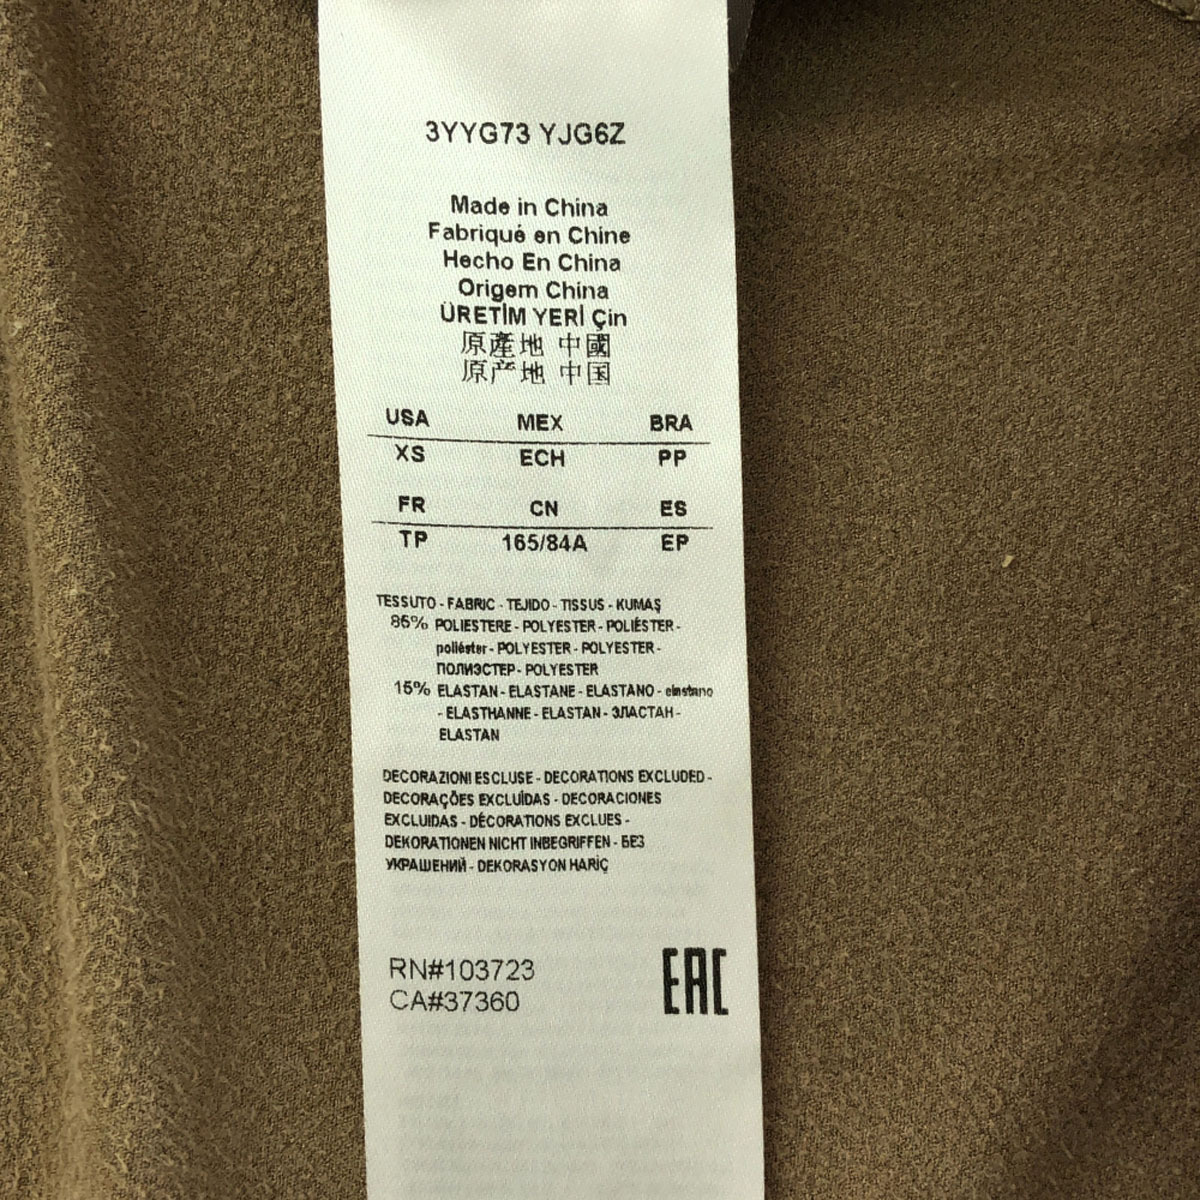 3YYG73 YJG6Z
Made in China
Fabriqué en Chine
Hecho En China
Origem China
ÜRETİM YERİ Çin
原產地 中國
原产地 中国
USA MEX BRA
XS ECH PP
FR CN ES
TP 165/84A EP
TESSUTO - FABRIC - TEJIDO - TISSUS - KUMAŞ
85% POLIESTERE - POLYESTER - POLIÉSTER -
poliéster - POLYESTER - POLYESTER -
ПОЛИЭСТЕР - POLYESTER
15% ELASTAN - ELASTANE - ELASTANO - elastano
- ELASTHANNE - ELASTAN - ЭЛАСТАН -
ELASTAN
DECORAZIONI ESCLUSE - DECORATIONS EXCLUDED -
DECORAÇÕES EXCLUÍDAS - DECORACIONES
EXCLUIDAS - DÉCORATIONS EXCLUES -
DEKORATIONEN NICHT INBEGRIFFEN - БЕЗ
УКРАШЕНИЙ - DEKORASYON HARİÇ
RN#103723
CA#37360
EAC